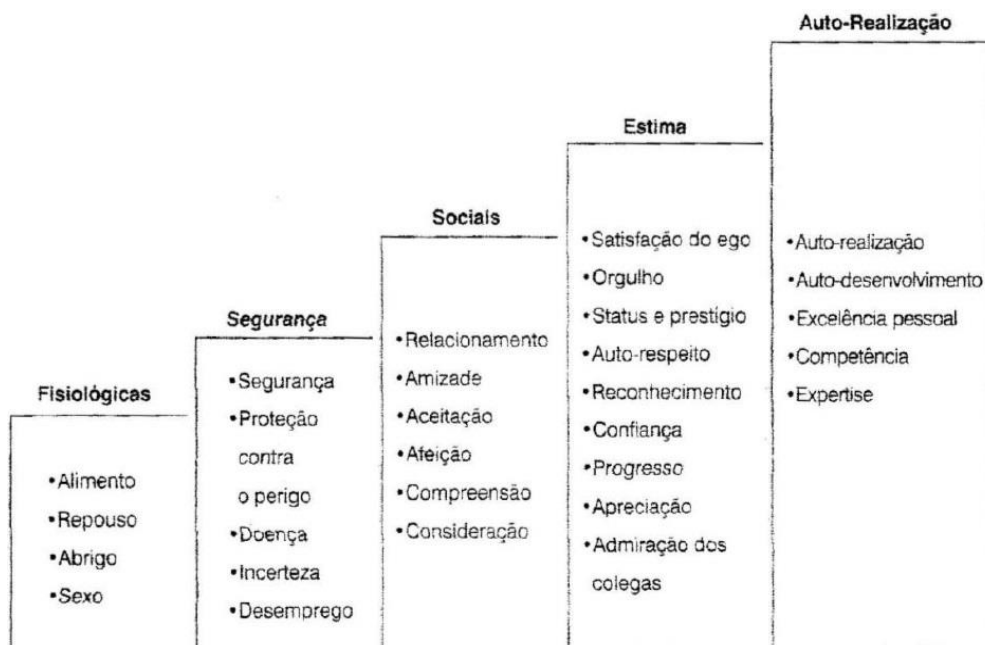 Fisiológicas
•Alimento
•Repouso
•Abrigo
•Sexo
Segurança
•Segurança
•Proteção
contra
o perigo
•Doença
•Incerteza
•Desemprego
Sociais
•Relacionamento
•Amizade
•Aceitação
•Afeição
•Compreensão
•Consideração
Estima
•Satisfação do ego
•Orgulho
•Status e prestígio
•Auto-respeito
•Reconhecimento
•Confiança
•Progresso
•Apreciação
•Admiração dos
colegas
Auto-Realização
•Auto-realização
•Auto-desenvolvimento
•Excelência pessoal
•Competência
•Expertise